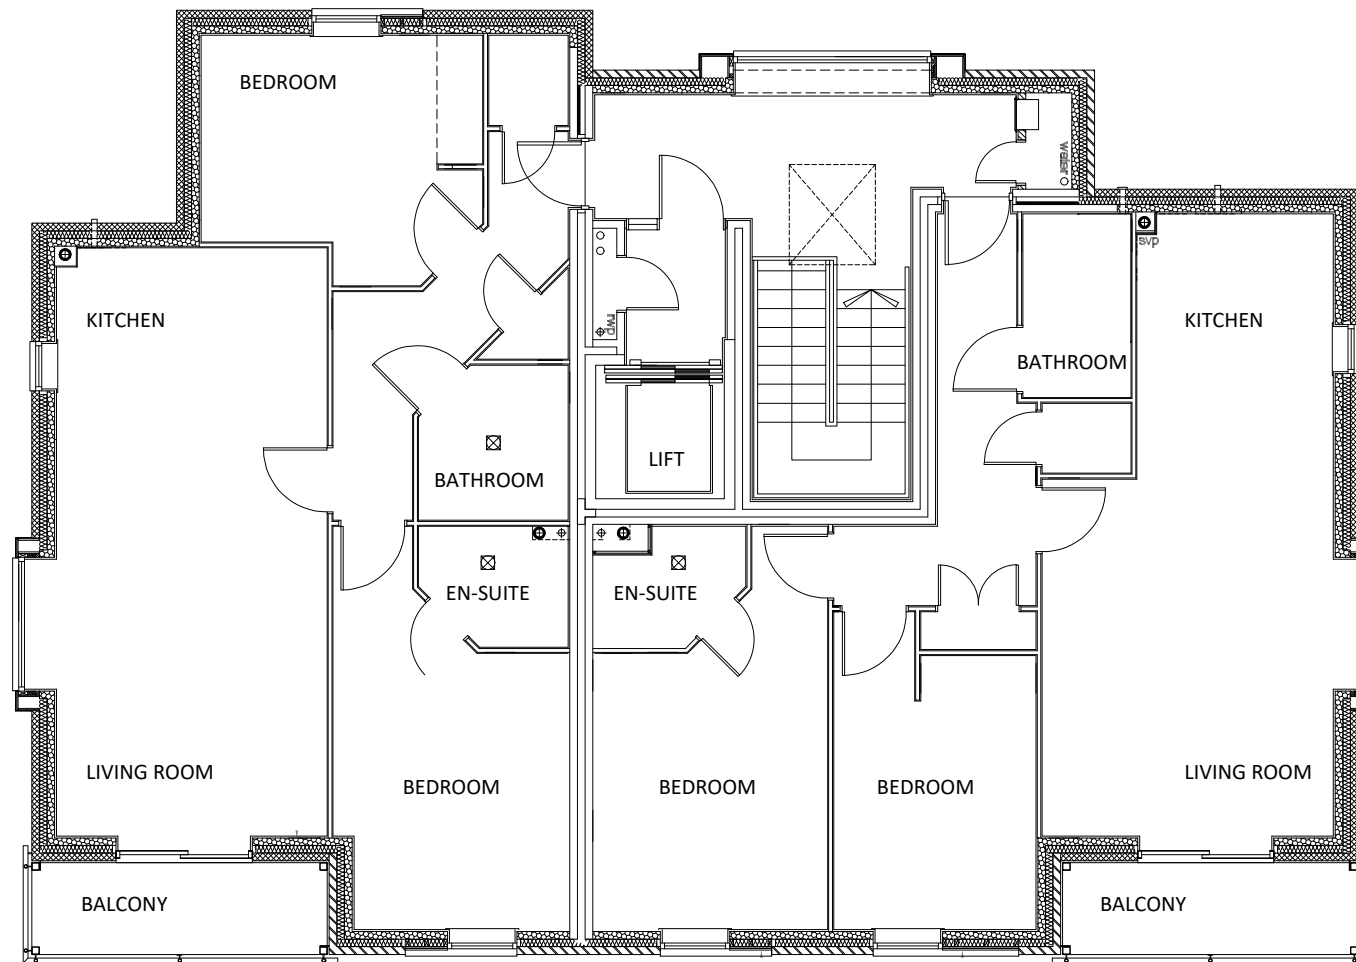 BEDROOM
water
svp
KITCHEN
KITCHEN
rwp
BATHROOM
LIFT
BATHROOM
EN-SUITE
EN-SUITE
LIVING ROOM
LIVING ROOM
BEDROOM
BEDROOM
BEDROOM
BALCONY
BALCONY